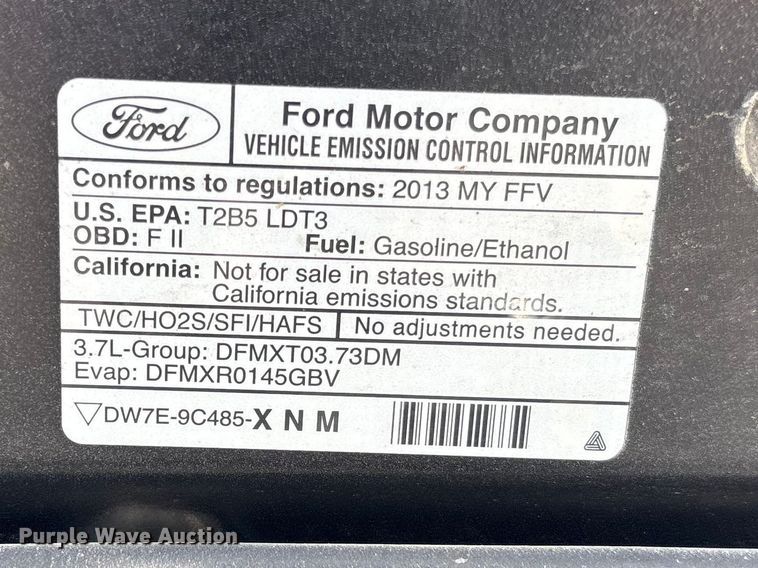 Ford
Ford Motor Company
VEHICLE EMISSION CONTROL INFORMATION
Conforms to regulations: 2013 MY FFV
U.S. EPA: T2B5 LDT3
OBD: F II Fuel: Gasoline/Ethanol
California: Not for sale in states with
California emissions standards.
TWC/HO2S/SFI/HAFS No adjustments needed.
3.7L-Group: DFMXT03.73DM
Evap: DFMXR0145GBV
DW7E-9C485-X N M
Purple Wave Auction